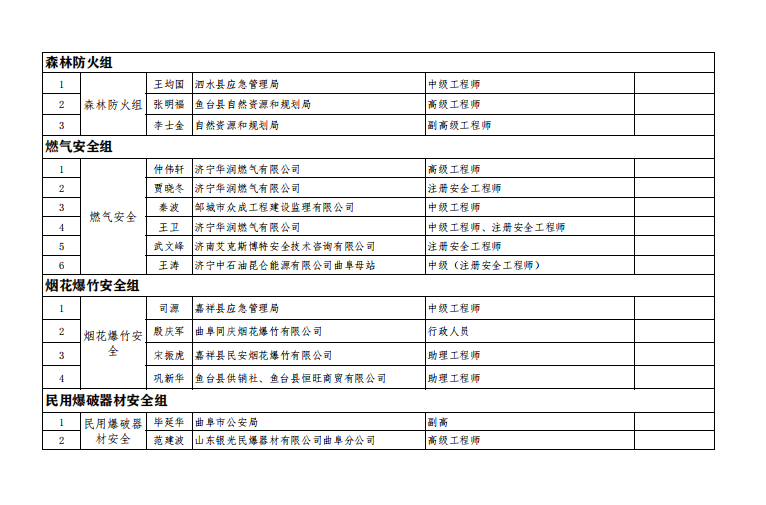 森林防火组
1 森林防火组 王均国 泗水县应急管理局 中级工程师
2 张明福 鱼台县自然资源和规划局 高级工程师
3 李士金 自然资源和规划局 副高级工程师
燃气安全组
1 燃气安全 仲伟轩 济宁华润燃气有限公司 高级工程师
2 贾晓冬 济宁华润燃气有限公司 注册安全工程师
3 秦波 邹城市众成工程建设监理有限公司 中级工程师
4 王卫 济宁华润燃气有限公司 中级工程师、注册安全工程师
5 武文峰 济南艾克斯博特安全技术咨询有限公司 注册安全工程师
6 王涛 济宁中石油昆仑能源有限公司曲阜母站 中级（注册安全工程师）
烟花爆竹安全组
1 烟花爆竹安全 司源 嘉祥县应急管理局 中级工程师
2 殷庆军 曲阜同庆烟花爆竹有限公司 行政人员
3 宋振虎 嘉祥县民安烟花爆竹有限公司 助理工程师
4 巩新华 鱼台县供销社、鱼台县恒旺商贸有限公司 助理工程师
民用爆破器材安全组
1 民用爆破器材安全 毕延华 曲阜市公安局 副高
2 范建波 山东银光民爆器材有限公司曲阜分公司 高级工程师